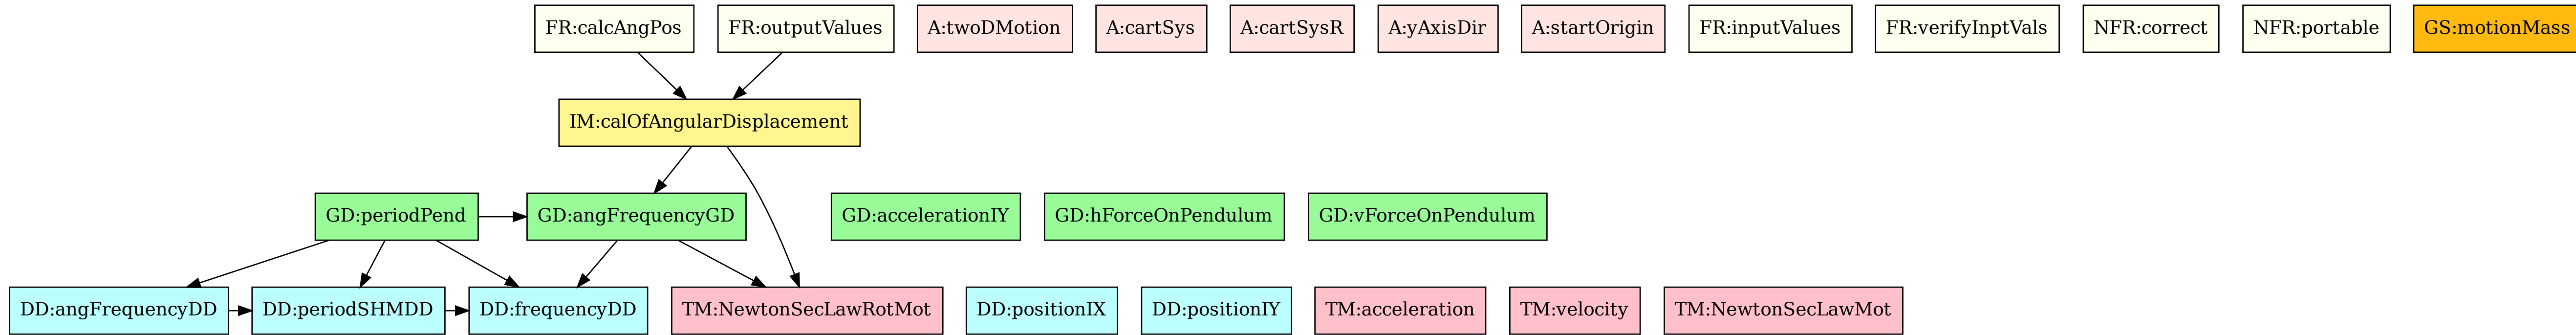 FR:calcAngPos
FR:outputValues
A:twoDMotion
A:cartSys
A:cartSysR
A:yAxisDir
A:startOrigin
FR:inputValues
FR:verifyInptVals
NFR:correct
NFR:portable
GS:motionMass
IM:calOfAngularDisplacement
GD:periodPend
GD:angFrequencyGD
GD:accelerationIY
GD:hForceOnPendulum
GD:vForceOnPendulum
DD:angFrequencyDD
DD:periodSHMDD
DD:frequencyDD
TM:NewtonSecLawRotMot
DD:positionIX
DD:positionIY
TM:acceleration
TM:velocity
TM:NewtonSecLawMot